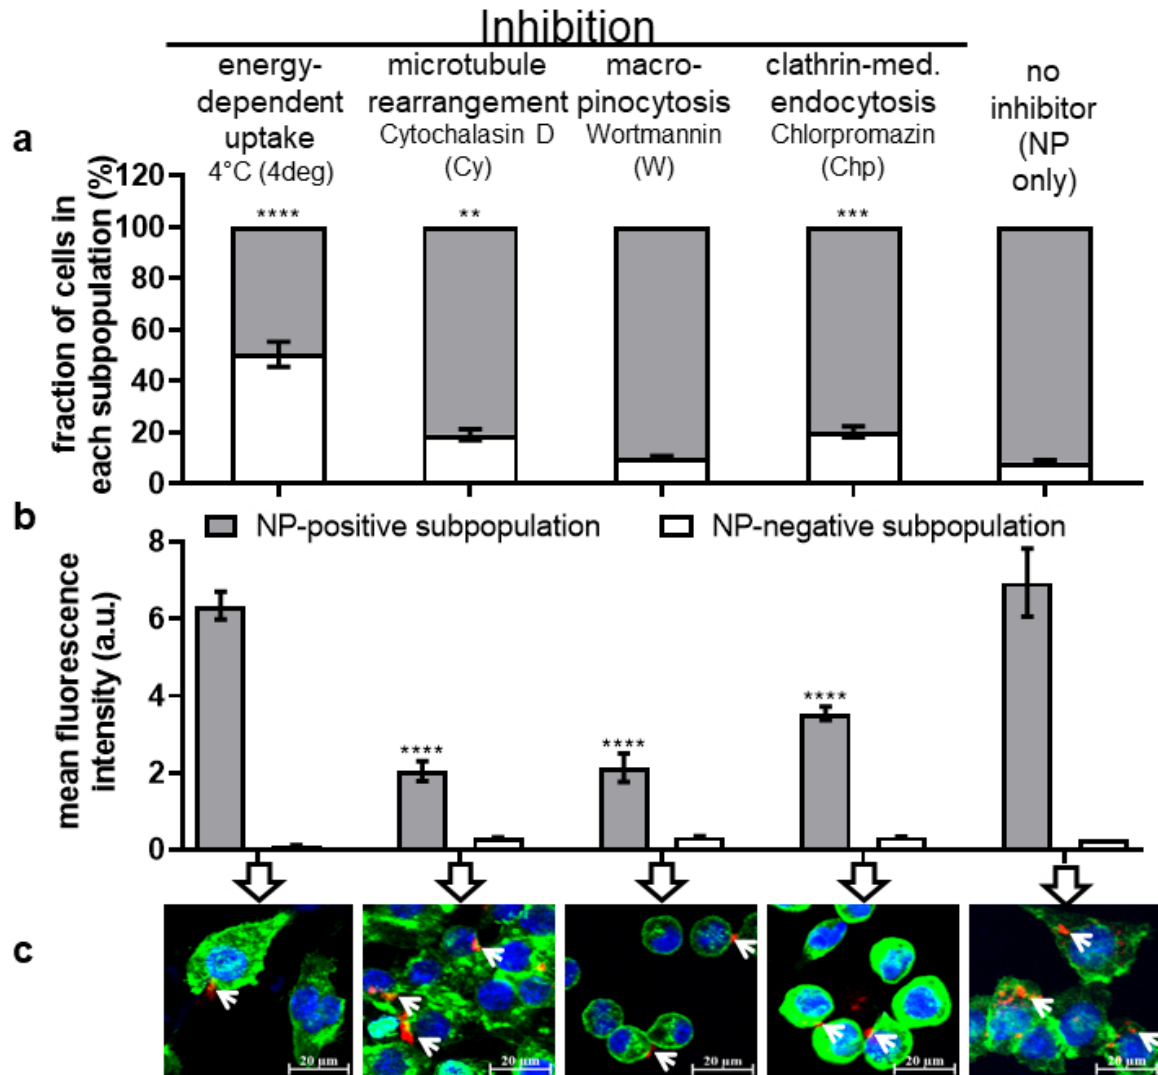 Inhibition
energy-
dependent
uptake
4°C (4deg)
microtubule
rearrangement
Cytochalasin D
(Cy)
macro-
pinocytosis
Wortmannin
(W)
clathrin-med.
endocytosis
Chlorpromazin
(Chp)
no
inhibitor
(NP
only)
a
fraction of cells in
each subpopulation (%)
120
100
80
60
40
20
0
****
**
***
b
NP-positive subpopulation
NP-negative subpopulation
mean fluorescence
intensity (a.u.)
8
6
4
2
0
****
****
****
c
20 µm
20 µm
20 µm
20 µm
20 µm